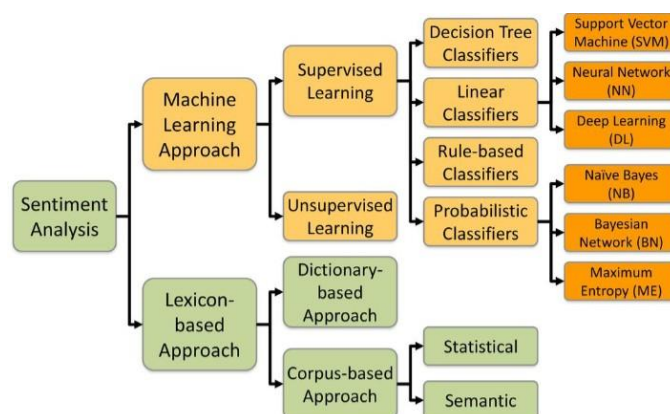 Sentiment
Analysis
Machine
Learning
Approach
Lexicon-
based
Approach
Supervised
Learning
Unsupervised
Learning
Dictionary-
based
Approach
Corpus-based
Approach
Decision Tree
Classifiers
Linear
Classifiers
Rule-based
Classifiers
Probabilistic
Classifiers
Statistical
Semantic
Support Vector
Machine (SVM)
Neural Network
(NN)
Deep Learning
(DL)
Naïve Bayes
(NB)
Bayesian
Network (BN)
Maximum
Entropy (ME)